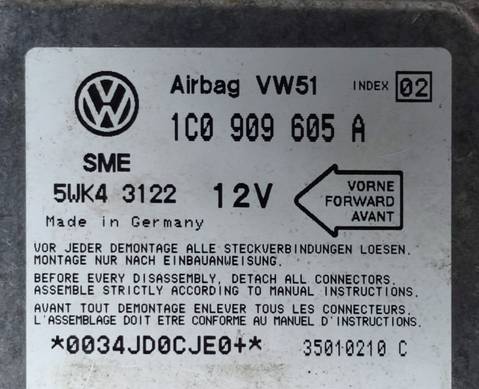 Airbag VW51 INDEX 02
1C0 909 605 A
SME
5WK4 3122 12V
VORNE
FORWARD
AVANT
Made in Germany
VOR JEDER DEMONTAGE ALLE STECKVERBINDUNGEN LOESEN.
MONTAGE NUR NACH EINBAUANWEISUNG.
BEFORE EVERY DISASSEMBLY, DETACH ALL CONNECTORS.
ASSEMBLE STRICTLY ACCORDING TO MANUAL INSTRUCTIONS.
AVANT TOUT DEMONTAGE ENLEVER TOUS LES CONNECTEURS.
L'ASSEMBLAGE DOIT ETRE CONFORME AU MANUEL D'INSTRUCTIONS.
*0034JD0CJE0+* 35010210 C